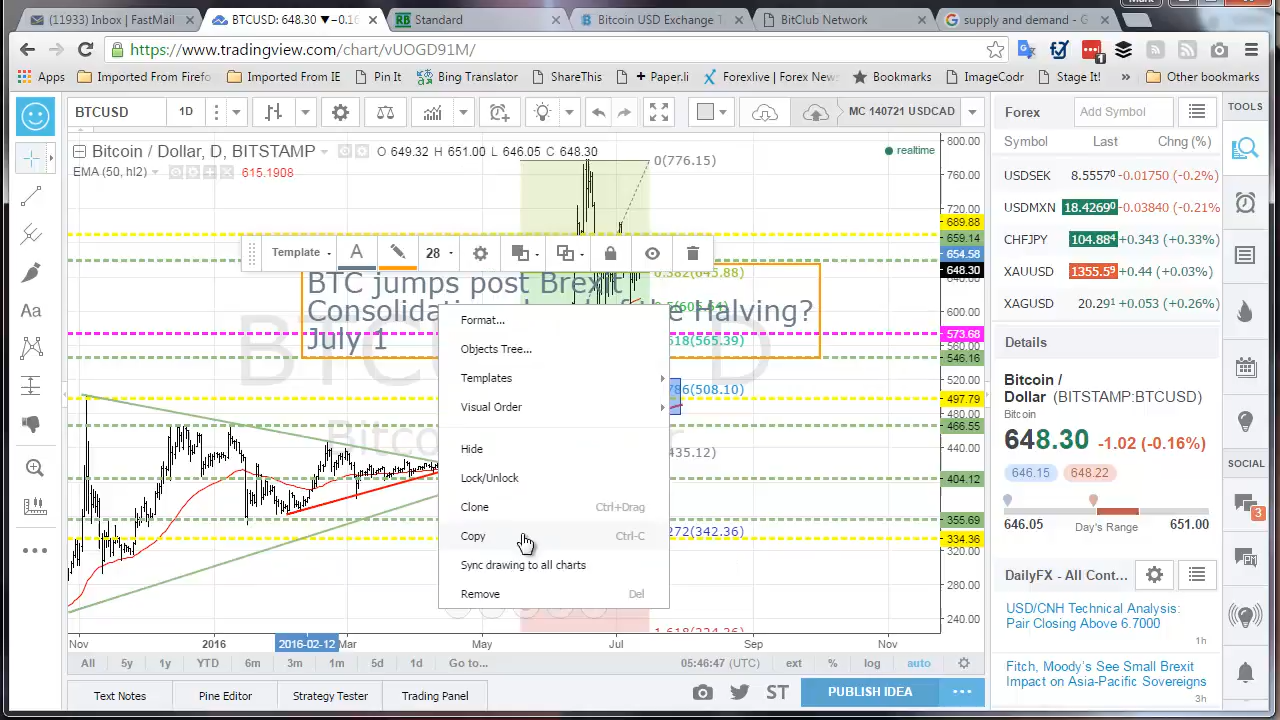 (11933) Inbox | FastMail
BTCUSD: 648.30 ▼−0.16
Standard
Bitcoin USD Exchange T
BitClub Network
supply and demand - G
Mark
https://www.tradingview.com/chart/vUOGD91M/
Apps
Imported From Firefo
Imported From IE
Pin It
Bing Translator
ShareThis
+ Paper.li
Forexlive | Forex New
Bookmarks
ImageCodr
Stage It!
»
Other bookmarks
BTCUSD
1D
MC 140721 USDCAD
Forex
Add Symbol
TOOLS
Bitcoin / Dollar, D, BITSTAMP
O 649.32 H 651.00 L 646.05 C 648.30
realtime
EMA (50, hl2)
615.1908
Symbol
Last
Chng (%)
USDSEK 8.55570 -0.01750 (-0.2%)
USDMXN 18.42690 -0.03840 (-0.21%
CHFJPY 104.884 +0.343 (+0.33%)
XAUUSD 1355.59 +0.44 (+0.03%)
XAGUSD 20.291 +0.053 (+0.26%)
0(776.15)
Template
A
28
0.382(645.88)
BTC jumps post Brexit
Consolidation
e Halving?
July 1
618(565.39)
786(508.10)
435.12)
272(342.36)
1.618(224.36)
Format...
Objects Tree...
Templates
Visual Order
Hide
Lock/Unlock
Clone Ctrl+Drag
Copy Ctrl-C
Sync drawing to all charts
Remove Del
800.00
760.00
720.00
689.88
659.14
654.58
648.30
600.00
573.68
560.00
546.16
520.00
497.79
480.00
466.55
440.00
404.12
355.69
334.36
320.00
280.00
240.00
Details
Bitcoin /
Dollar (BITSTAMP:BTCUSD)
Bitcoin
648.30 -1.02 (-0.16%)
646.15 648.22
646.05 Day's Range 651.00
SOCIAL
3
DailyFX - All Cont...
USD/CNH Technical Analysis:
Pair Closing Above 6.7000
1h
Fitch, Moody's See Small Brexit
Impact on Asia-Pacific Sovereigns
3h
Nov 2016 2016-02-12 Mar May Jul Sep Nov
All 5y 1y YTD 6m 3m 1m 5d 1d Go to...
05:46:47 (UTC) ext % log auto
Text Notes
Pine Editor
Strategy Tester
Trading Panel
ST
PUBLISH IDEA